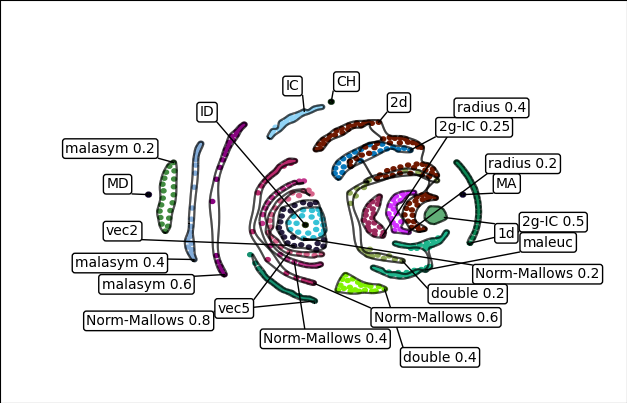 CH
IC
2d
radius 0.4
ID
2g-IC 0.25
malasym 0.2
radius 0.2
MD
MA
2g-IC 0.5
vec2
1d
maleuc
malasym 0.4
Norm-Mallows 0.2
malasym 0.6
double 0.2
vec5
Norm-Mallows 0.8
Norm-Mallows 0.6
Norm-Mallows 0.4
double 0.4